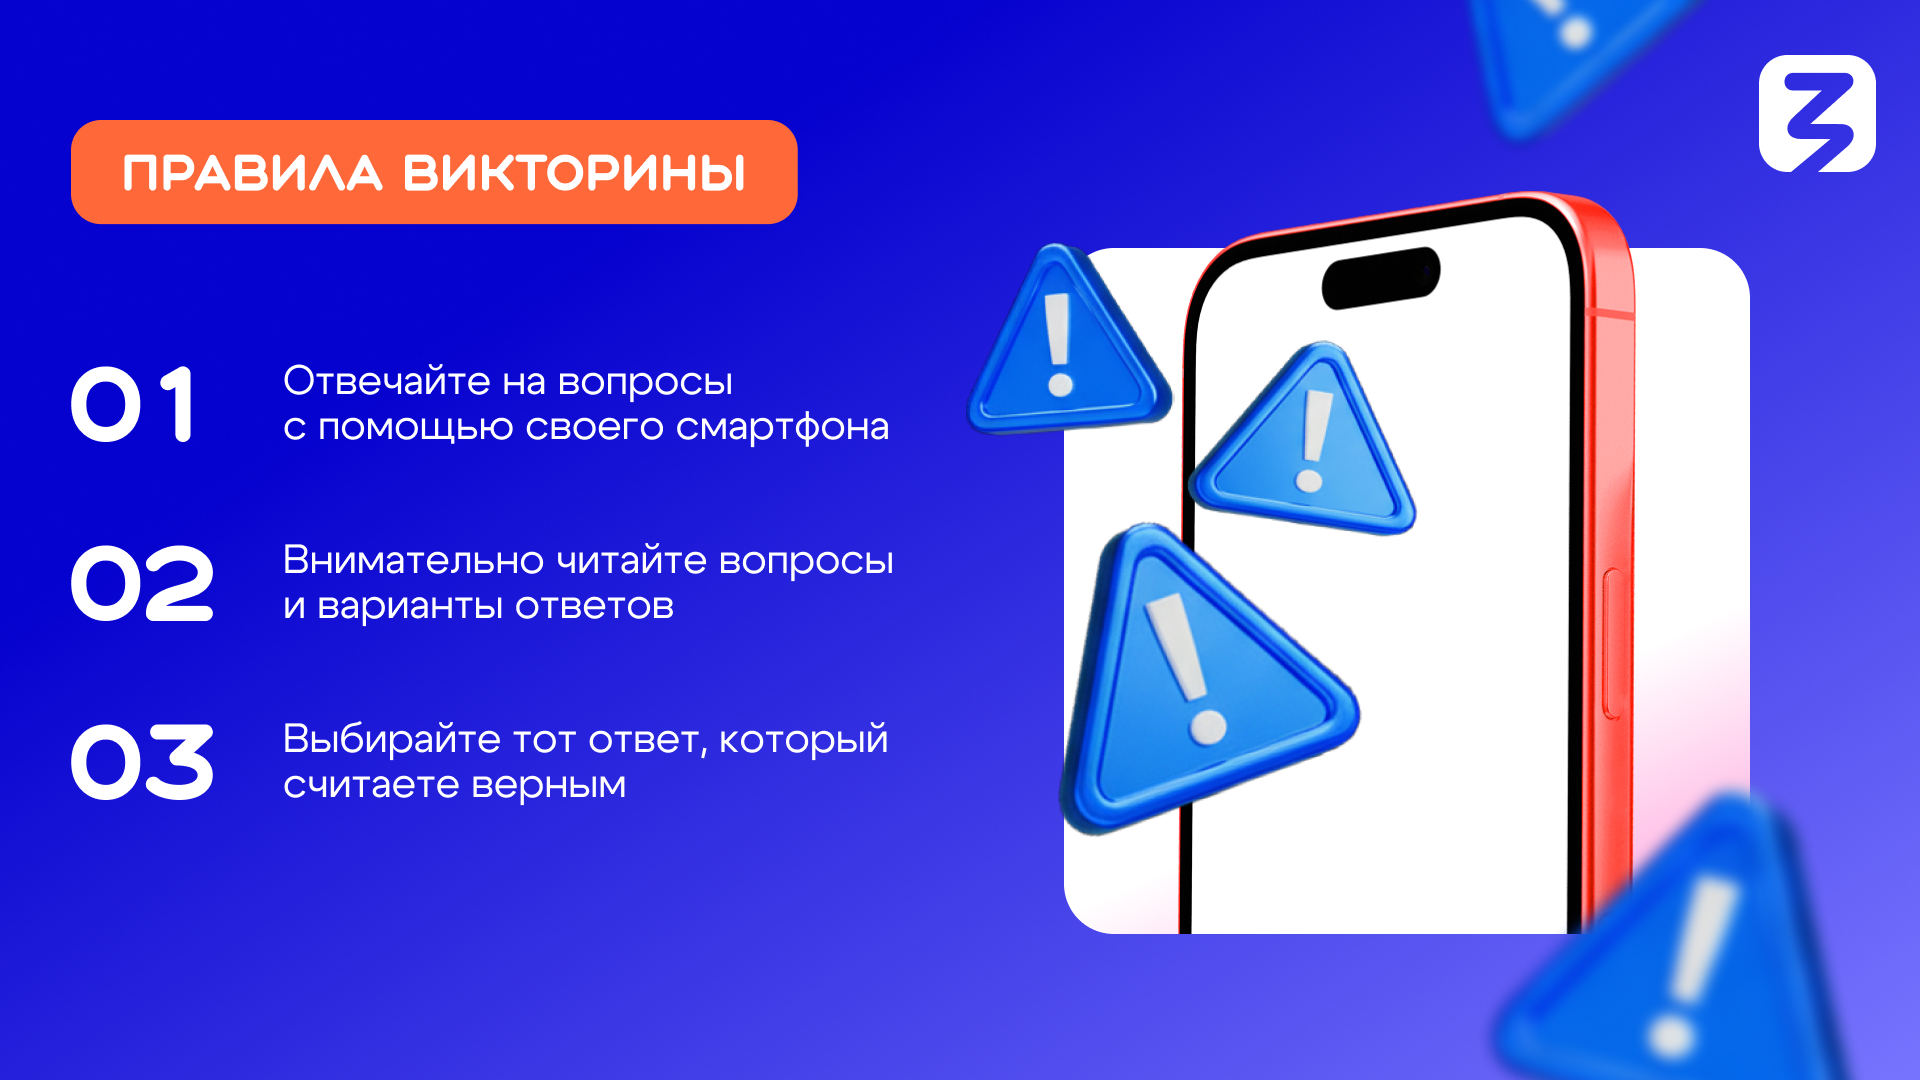 ПРАВИЛА ВИКТОРИНЫ
01
Отвечайте на вопросы
с помощью своего смартфона
02
Внимательно читайте вопросы
и варианты ответов
03
Выбирайте тот ответ, который
считаете верным